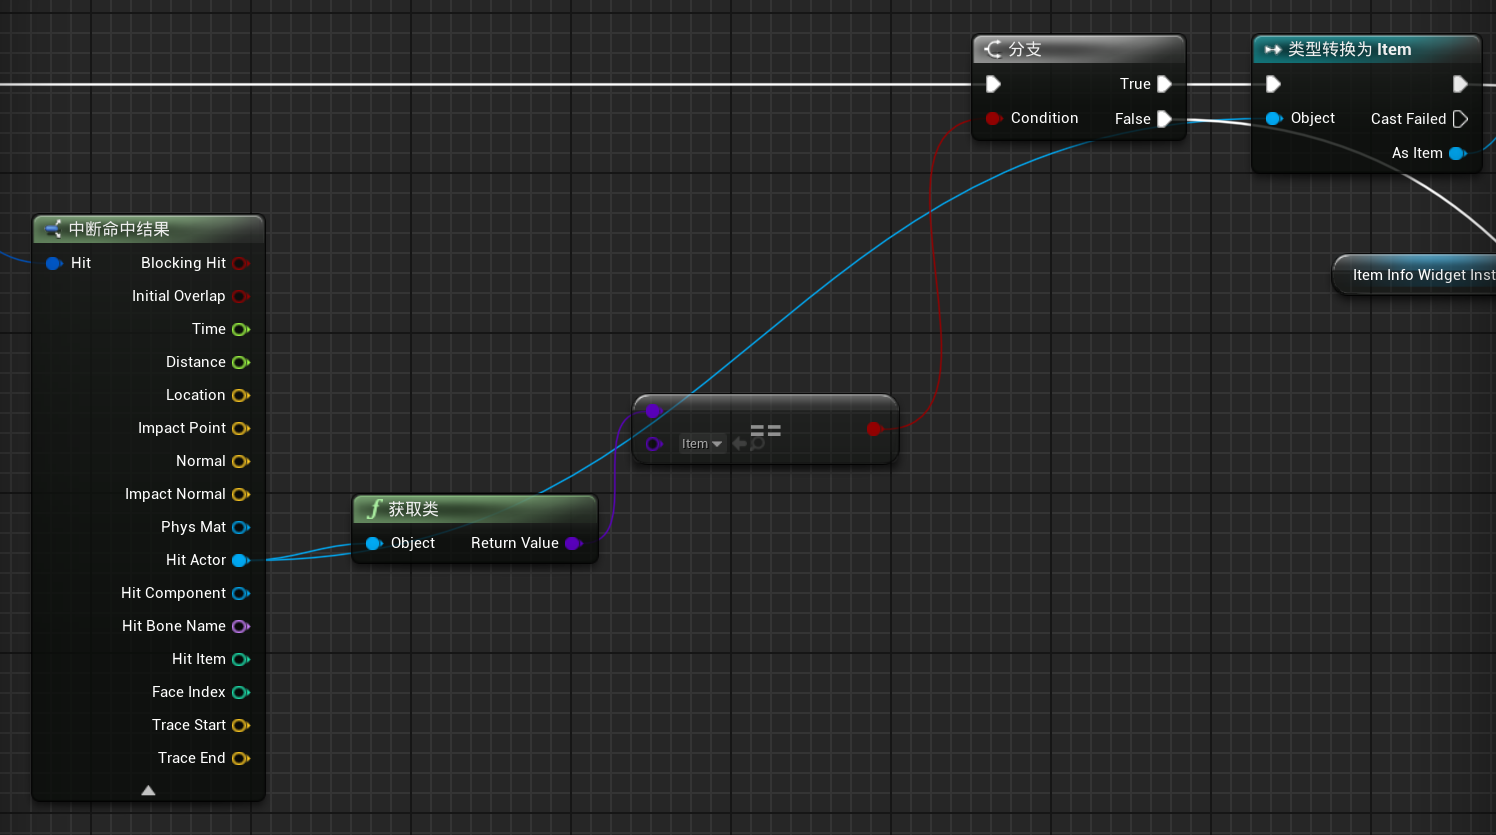 分支
True
Condition
False
类型转换为 Item
Object
Cast Failed
As Item
中断命中结果
Hit
Blocking Hit
Initial Overlap
Time
Distance
Location
Impact Point
Normal
Impact Normal
Phys Mat
Hit Actor
Hit Component
Hit Bone Name
Hit Item
Face Index
Trace Start
Trace End
Item Info Widget Inst
==
Item
获取类
Object
Return Value